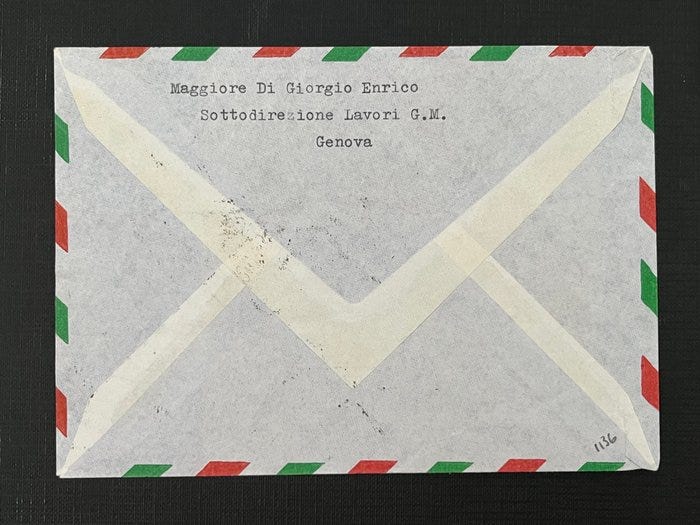 Maggiore Di Giorgio Enrico
Sottodirezione Lavori G.M.
Genova
1136